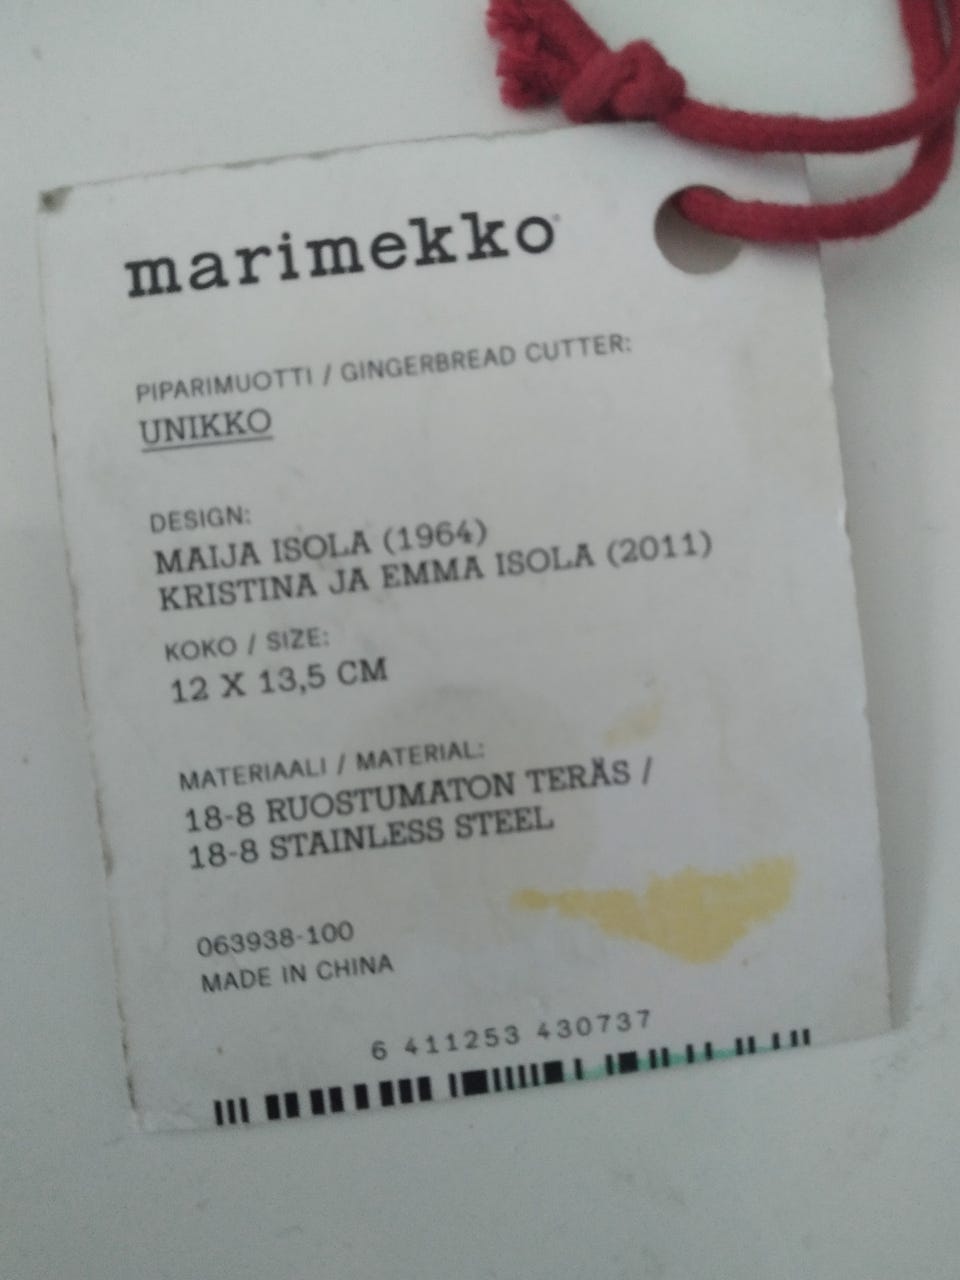 marimekko®
PIPARIMUOTTI / GINGERBREAD CUTTER:
UNIKKO
DESIGN:
MAIJA ISOLA (1964)
KRISTINA JA EMMA ISOLA (2011)
KOKO / SIZE:
12 X 13,5 CM
MATERIAALI / MATERIAL:
18-8 RUOSTUMATON TERÄS /
18-8 STAINLESS STEEL
063938-100
MADE IN CHINA
6 411253 430737